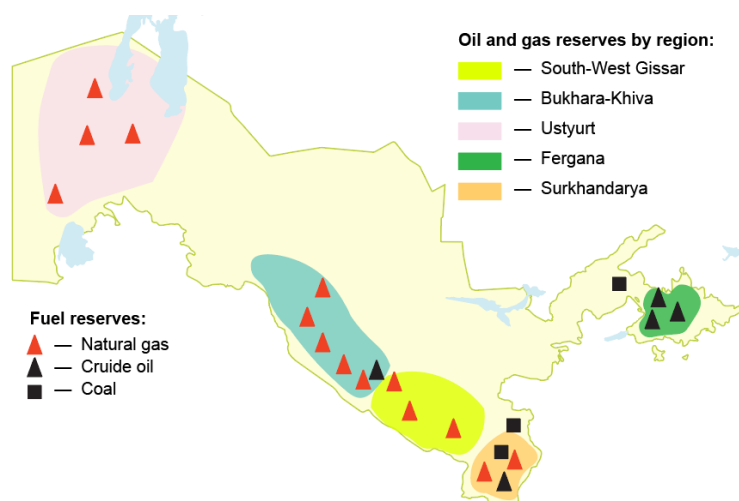 Oil and gas reserves by region:
— South-West Gissar
— Bukhara-Khiva
— Ustyurt
— Fergana
— Surkhandarya
Fuel reserves:
— Natural gas
— Cruide oil
— Coal